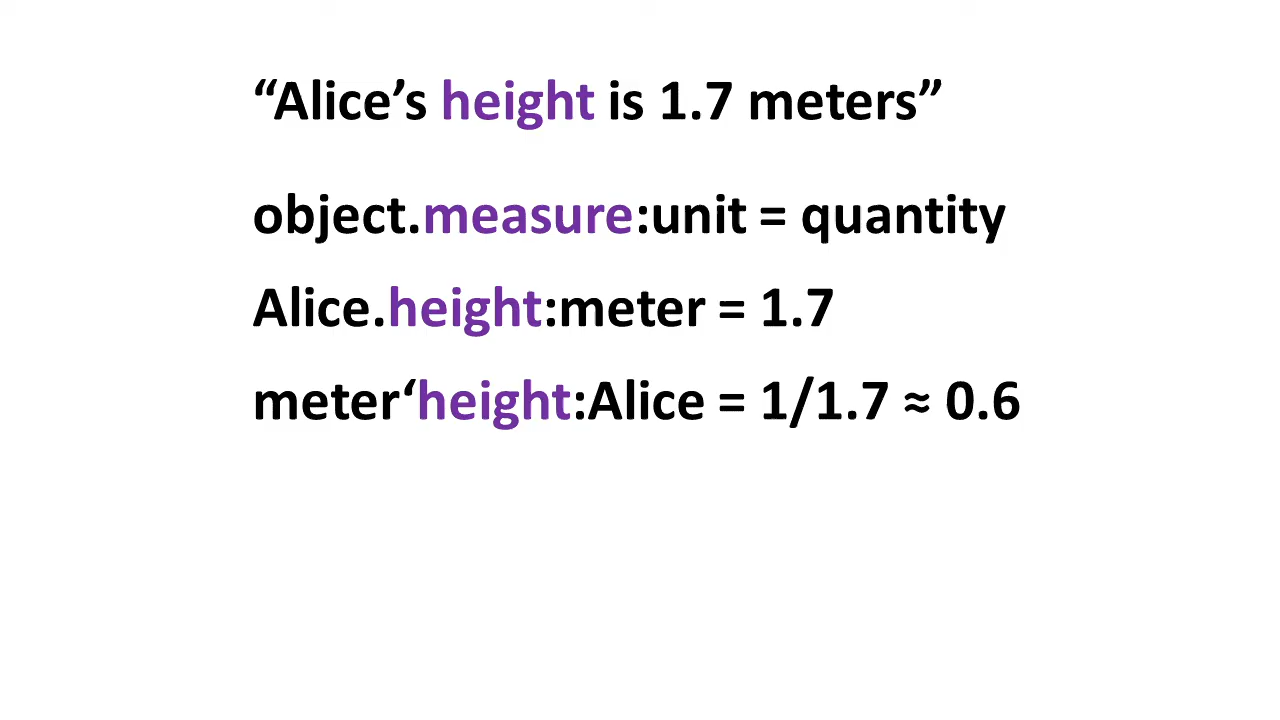 “Alice’s height is 1.7 meters”
object.measure:unit = quantity
Alice.height:meter = 1.7
meter‘height:Alice = 1/1.7 ≈ 0.6